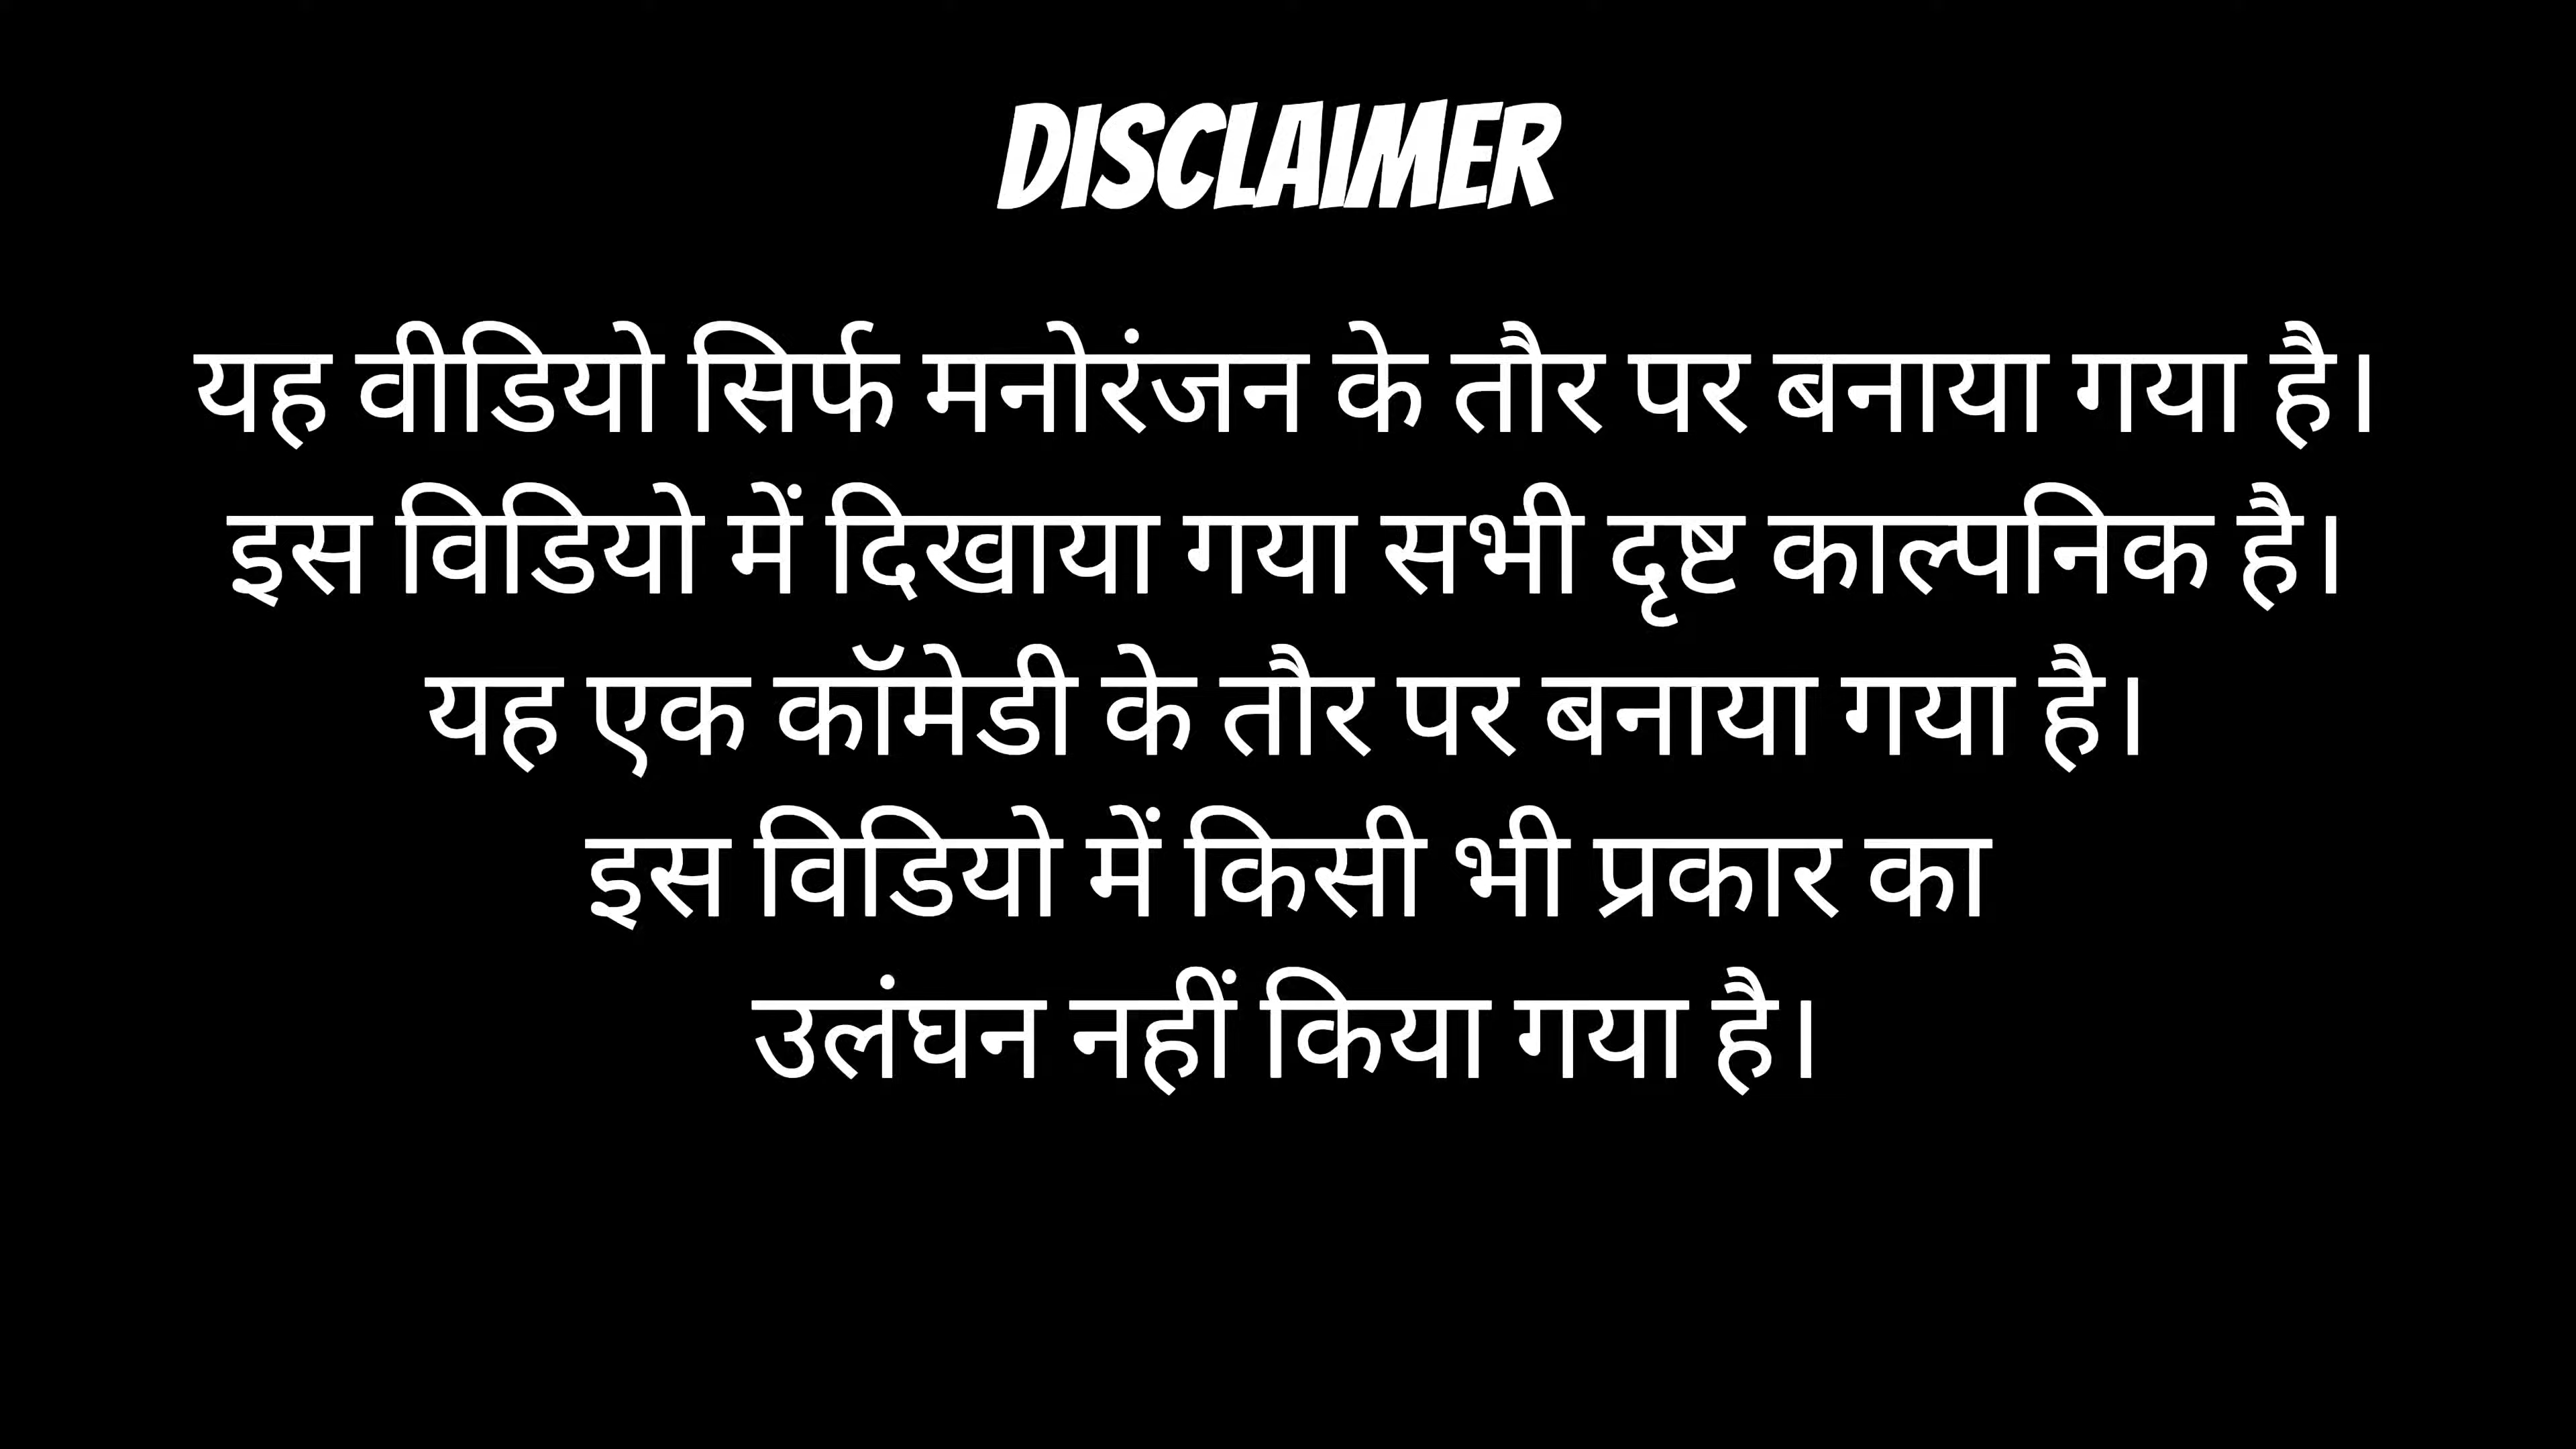 DISCLAIMER
यह वीडियो सिर्फ मनोरंजन के तौर पर बनाया गया है।
इस विडियो में दिखाया गया सभी दृष्ट काल्पनिक है।
यह एक कॉमेडी के तौर पर बनाया गया है।
इस विडियो में किसी भी प्रकार का
उलंघन नहीं किया गया है।